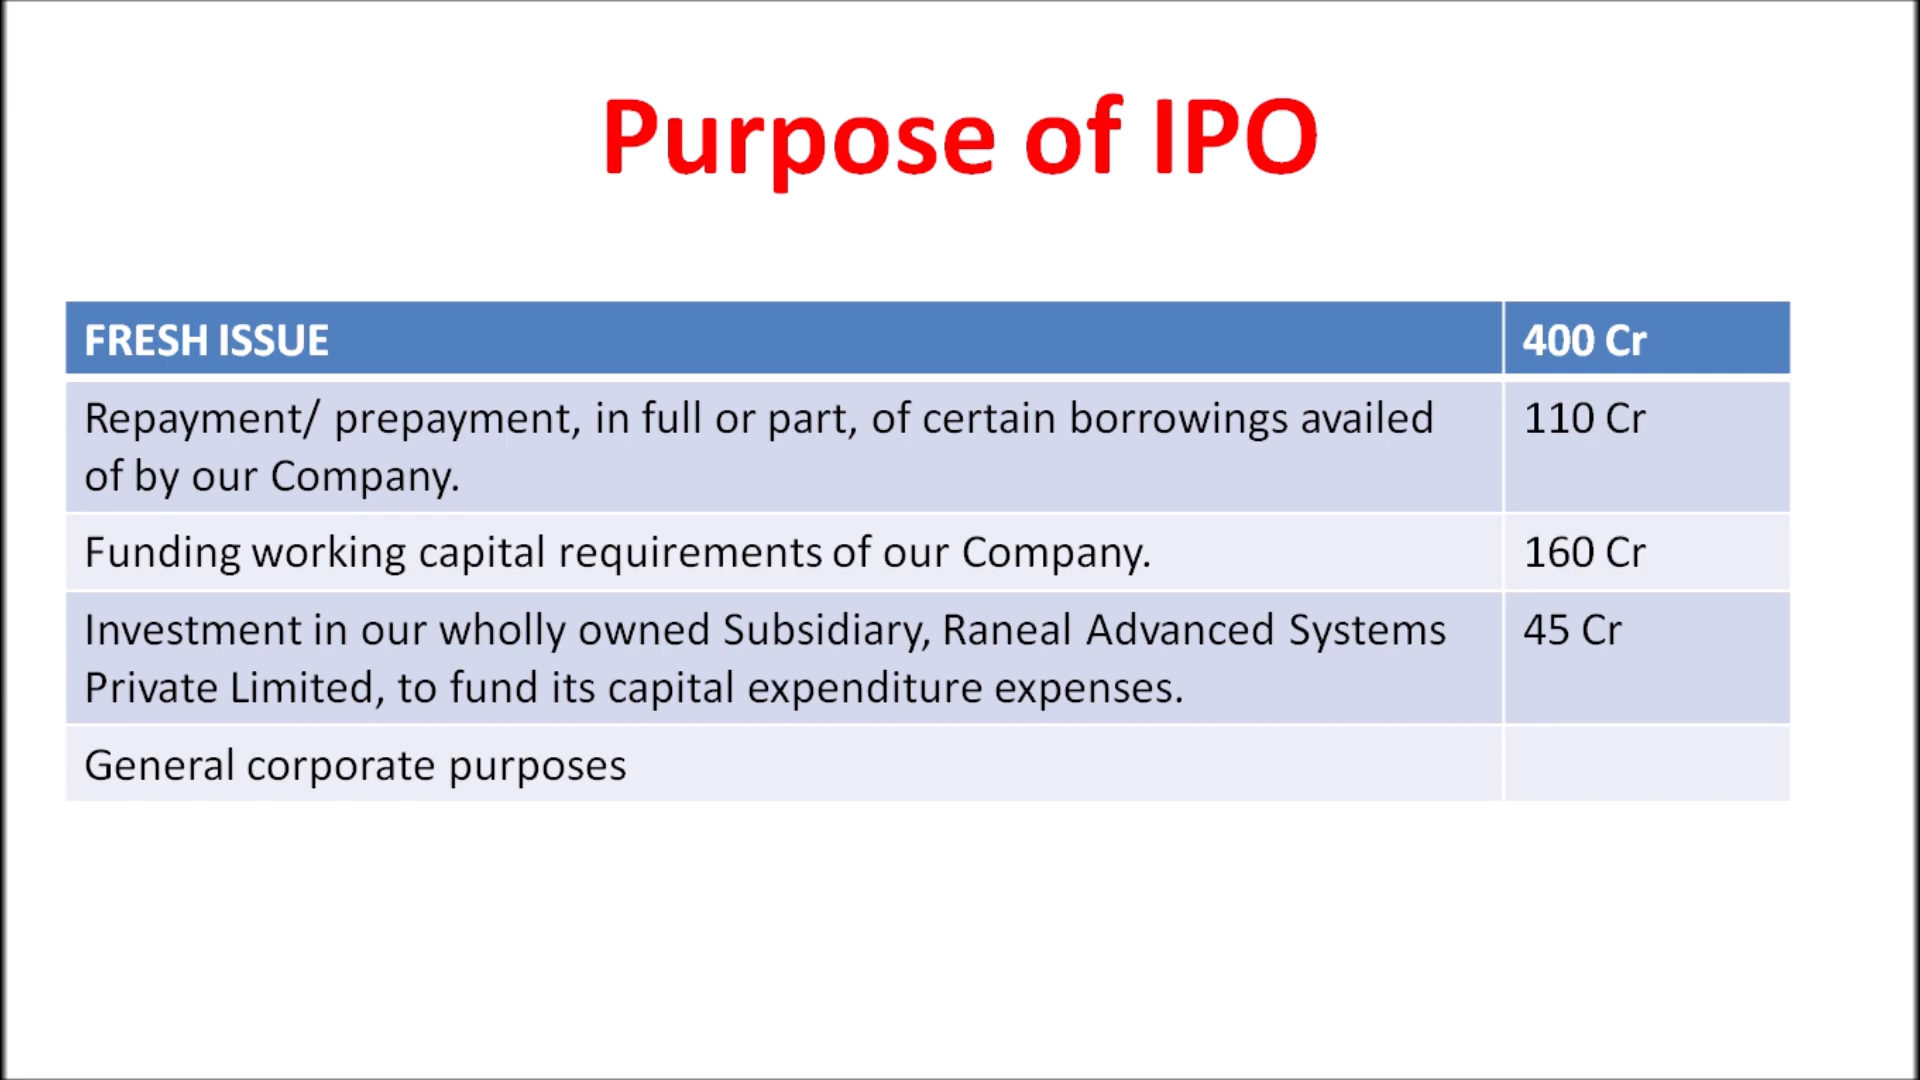 Purpose of IPO
FRESH ISSUE 400 Cr
Repayment/ prepayment, in full or part, of certain borrowings availed 110 Cr
of by our Company.
Funding working capital requirements of our Company. 160 Cr
Investment in our wholly owned Subsidiary, Raneal Advanced Systems 45 Cr
Private Limited, to fund its capital expenditure expenses.
General corporate purposes